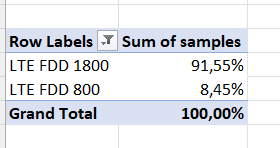 Row Labels Sum of samples
LTE FDD 1800 91,55%
LTE FDD 800 8,45%
Grand Total 100,00%